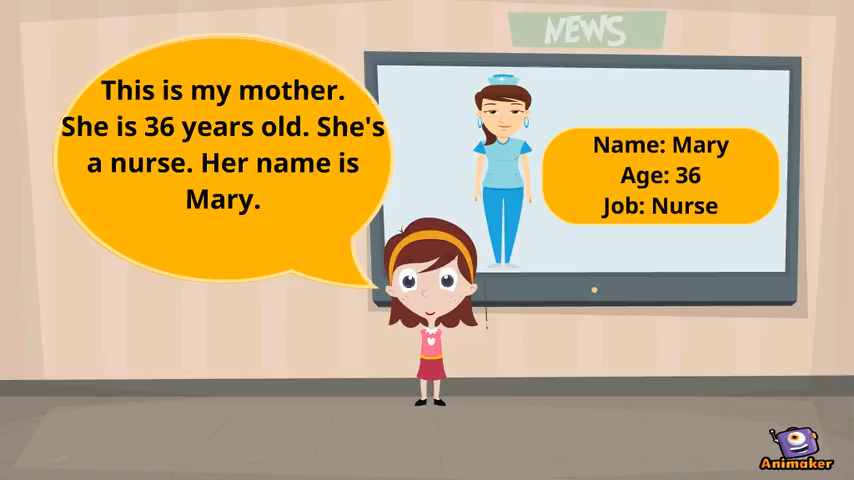 NEWS
This is my mother.
She is 36 years old. She's
a nurse. Her name is
Mary.
Name: Mary
Age: 36
Job: Nurse
Animaker